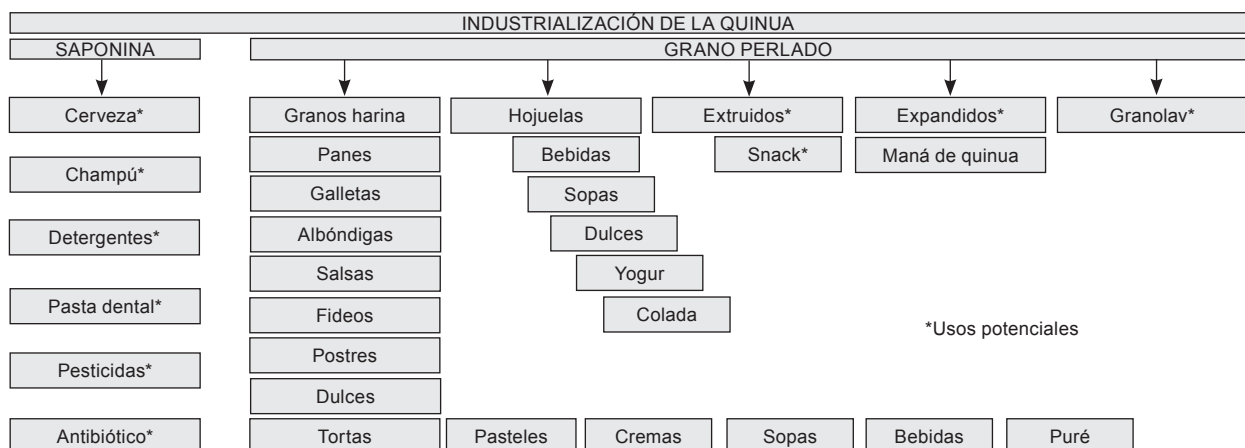 INDUSTRIALIZACIÓN DE LA QUINUA
SAPONINA
GRANO PERLADO
Cerveza*
Granos harina
Hojuelas
Extruidos*
Expandidos*
Granolav*
Panes
Bebidas
Snack*
Maná de quinua
Champú*
Galletas
Sopas
Detergentes*
Albóndigas
Dulces
Salsas
Yogur
Pasta dental*
Fideos
Colada
*Usos potenciales
Postres
Pesticidas*
Dulces
Antibiótico*
Tortas
Pasteles
Cremas
Sopas
Bebidas
Puré